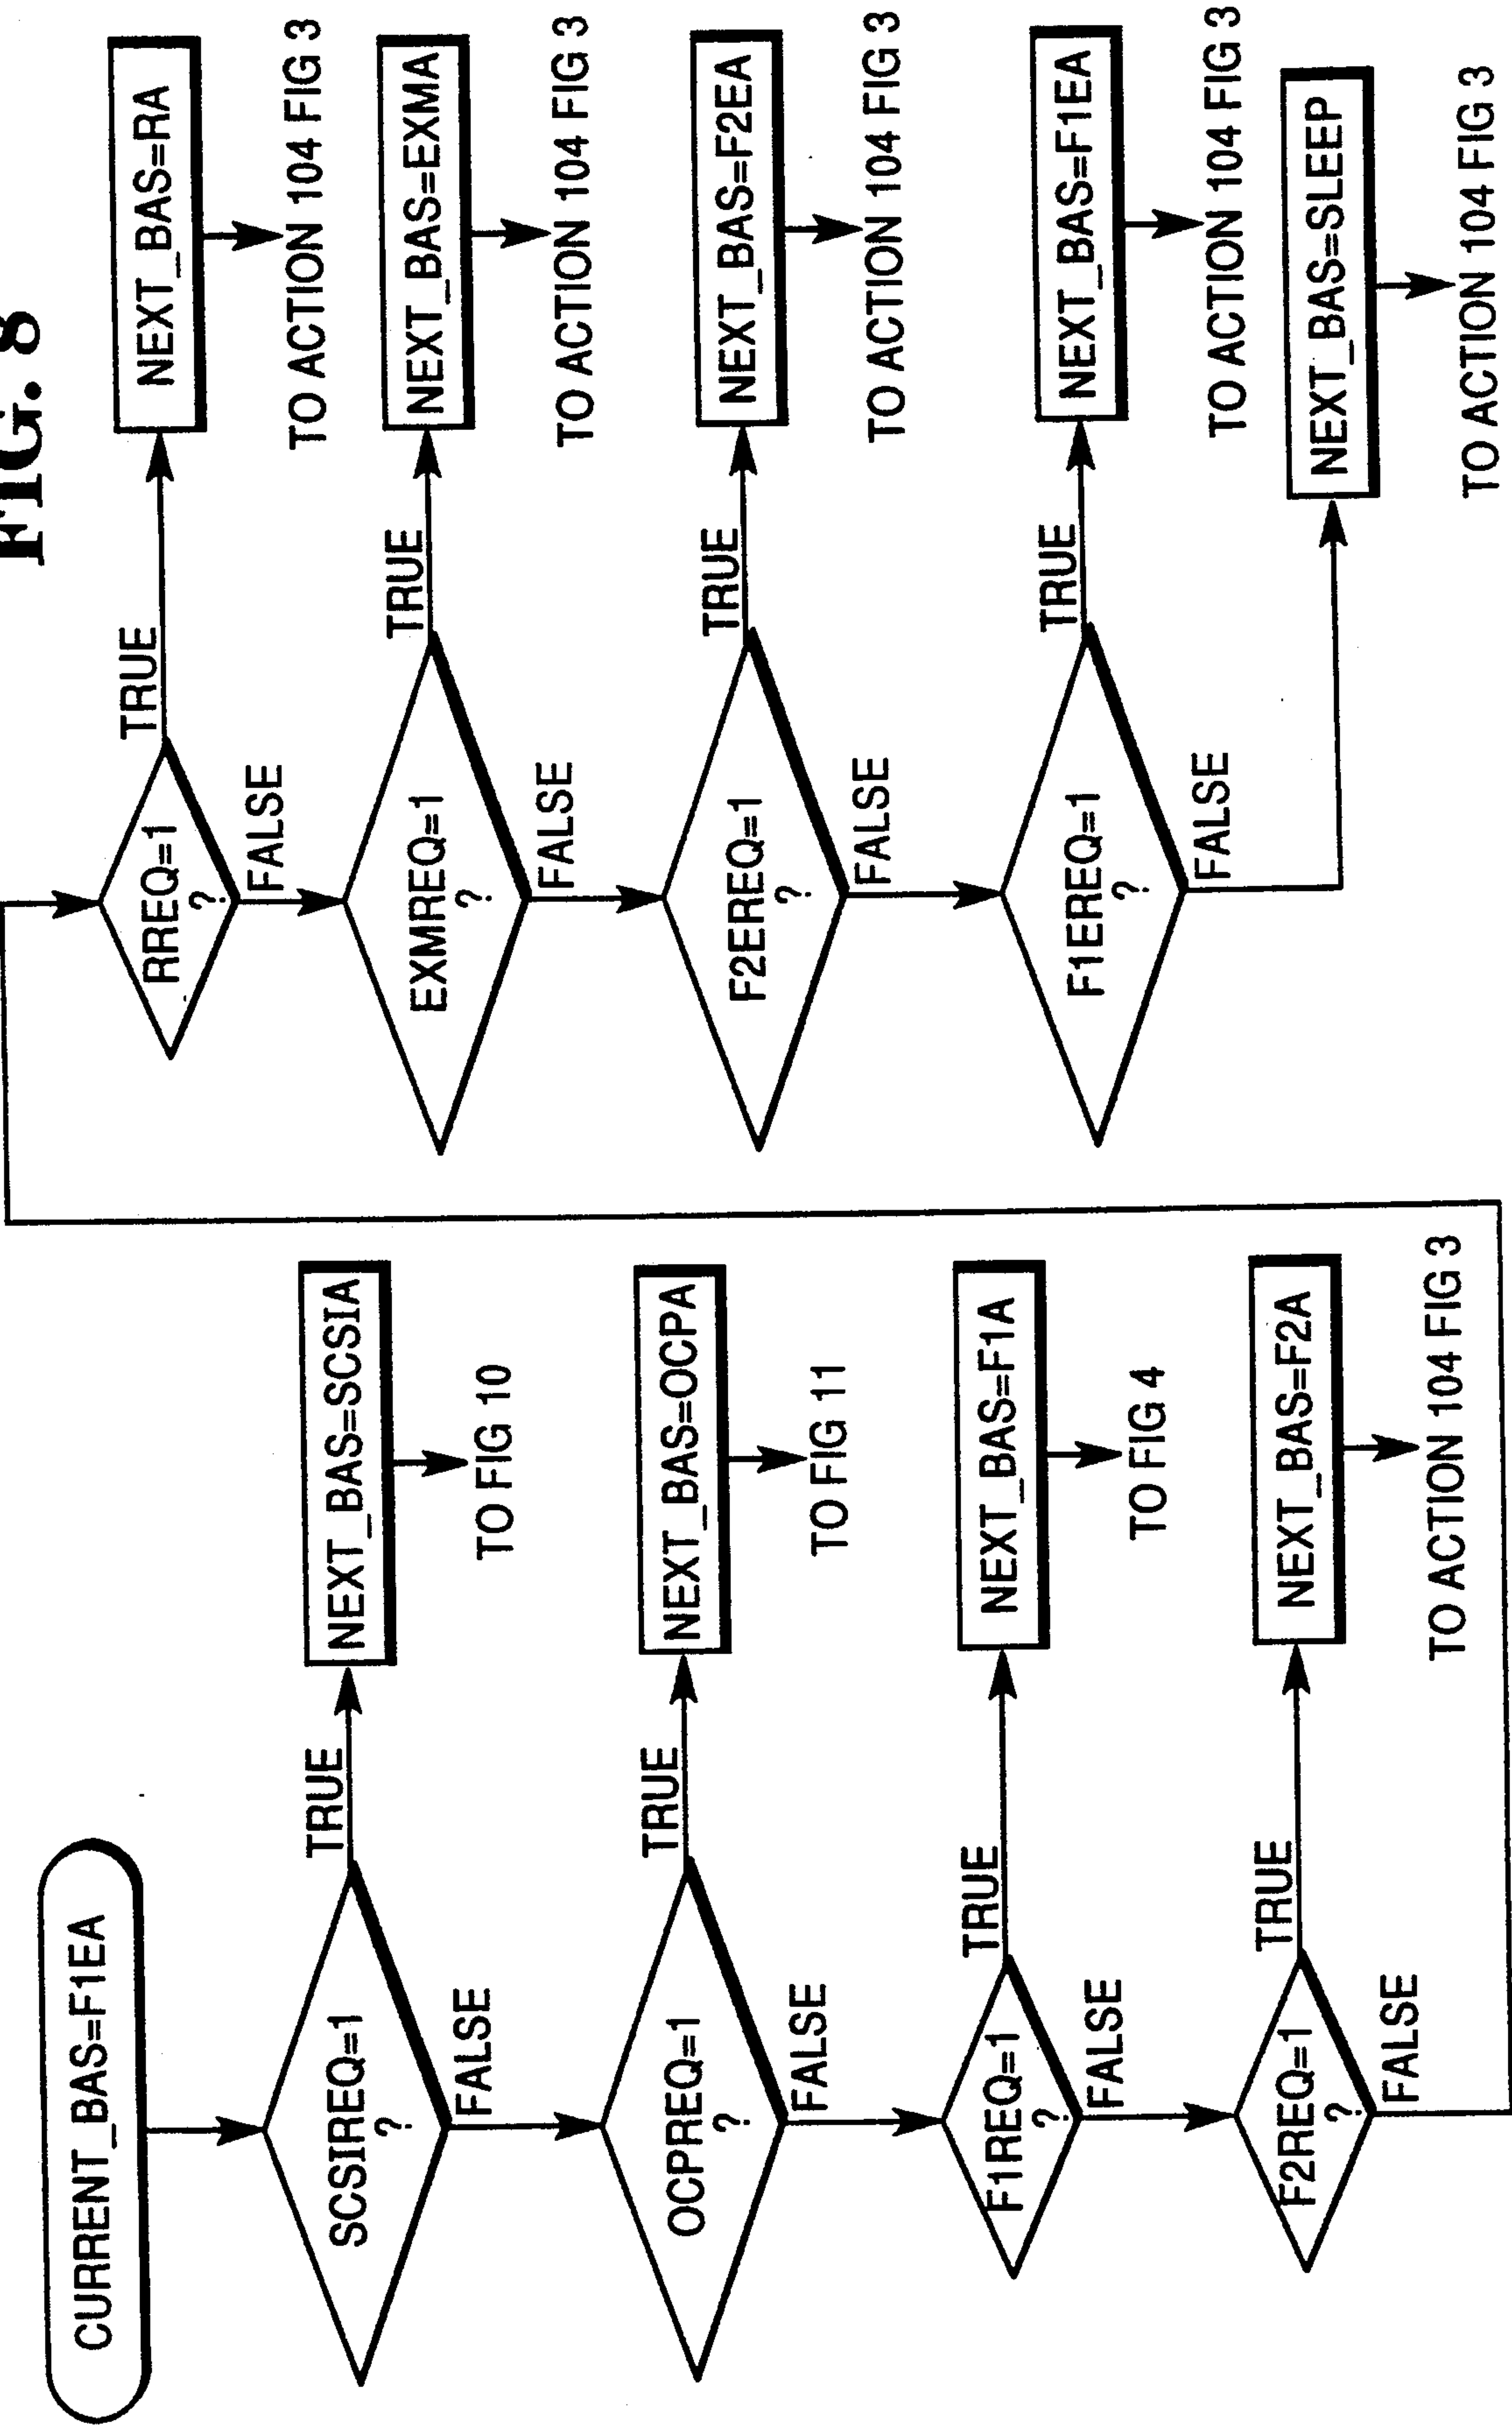 FIG. 8
CURRENT_BAS=F1EA
SCSIREQ=1
?
TRUE
NEXT_BAS=SCSIA
TO FIG 10
FALSE
OCPREQ=1
?
TRUE
NEXT_BAS=OCPA
TO FIG 11
FALSE
F1REQ=1
?
TRUE
NEXT_BAS=F1A
TO FIG 4
FALSE
F2REQ=1
?
TRUE
NEXT_BAS=F2A
TO ACTION 104 FIG 3
FALSE
RREQ=1
?
TRUE
NEXT_BAS=RA
TO ACTION 104 FIG 3
FALSE
EXMREQ=1
?
TRUE
NEXT_BAS=EXMA
TO ACTION 104 FIG 3
FALSE
F2EREQ=1
?
TRUE
NEXT_BAS=F2EA
TO ACTION 104 FIG 3
FALSE
F1EREQ=1
?
TRUE
NEXT_BAS=F1EA
TO ACTION 104 FIG 3
FALSE
NEXT_BAS=SLEEP
TO ACTION 104 FIG 3